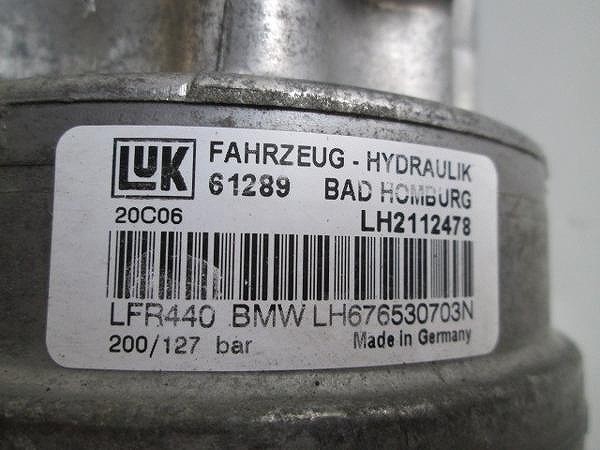 LUK FAHRZEUG - HYDRAULIK
61289 BAD HOMBURG
20C06 LH2112478
LFR440 BMW LH676530703N
200/127 bar Made in Germany